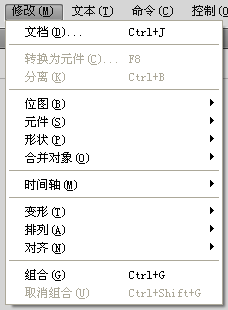 修改(M) 文本(T) 命令(C) 控制(O
文档(D)... Ctrl+J
转换为元件(C)... F8
分离(K) Ctrl+B
位图(B)
元件(S)
形状(P)
合并对象(O)
时间轴(M)
变形(T)
排列(A)
对齐(N)
组合(G) Ctrl+G
取消组合(U) Ctrl+Shift+G